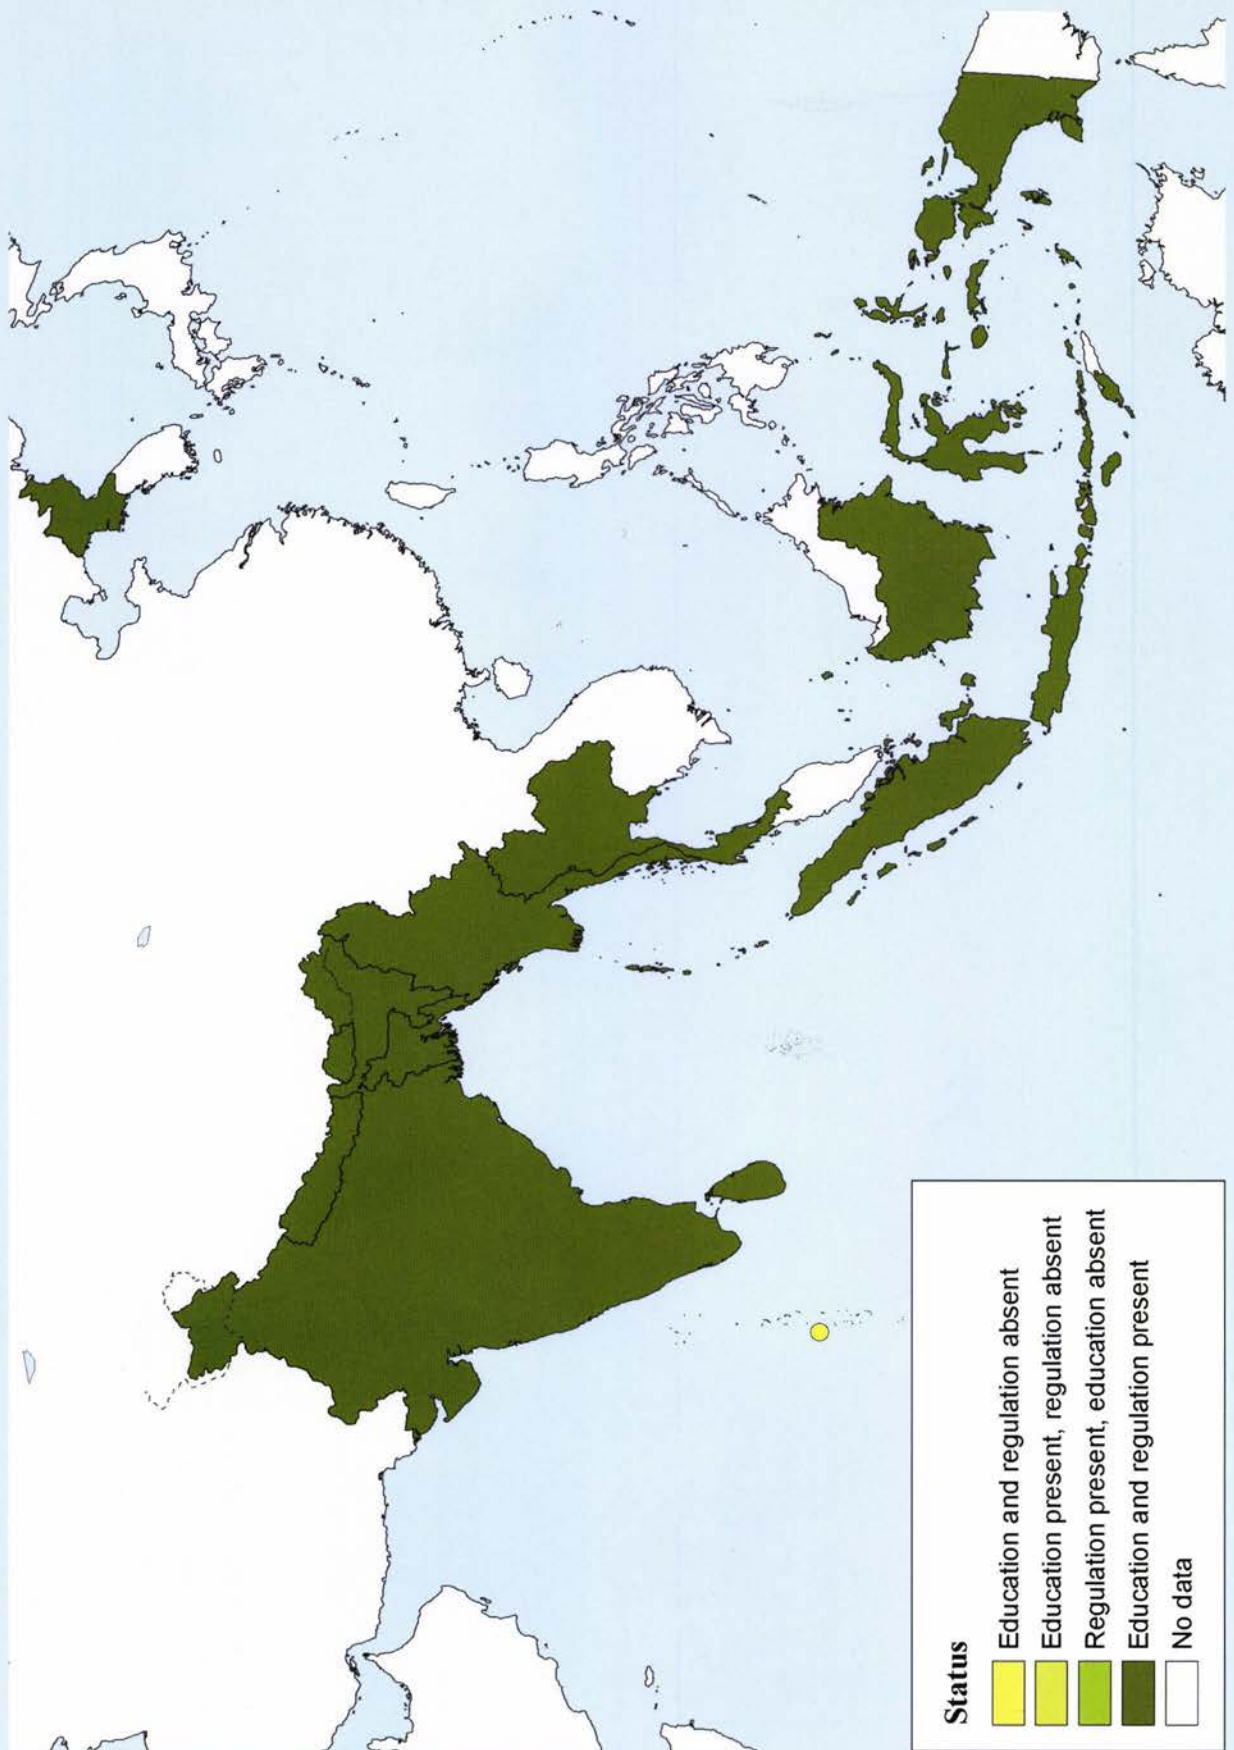 Status
Education and regulation absent
Education present, regulation absent
Regulation present, education absent
Education and regulation present
No data